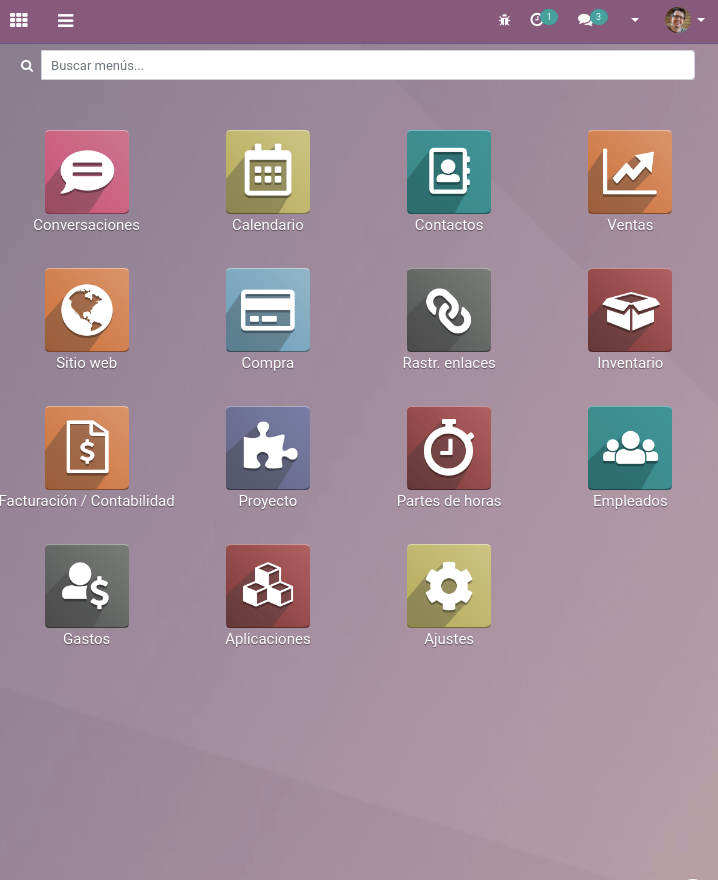 1
3
Buscar menús...
Conversaciones
Calendario
Contactos
Ventas
Sitio web
Compra
Rastr. enlaces
Inventario
Facturación / Contabilidad
Proyecto
Partes de horas
Empleados
Gastos
Aplicaciones
Ajustes